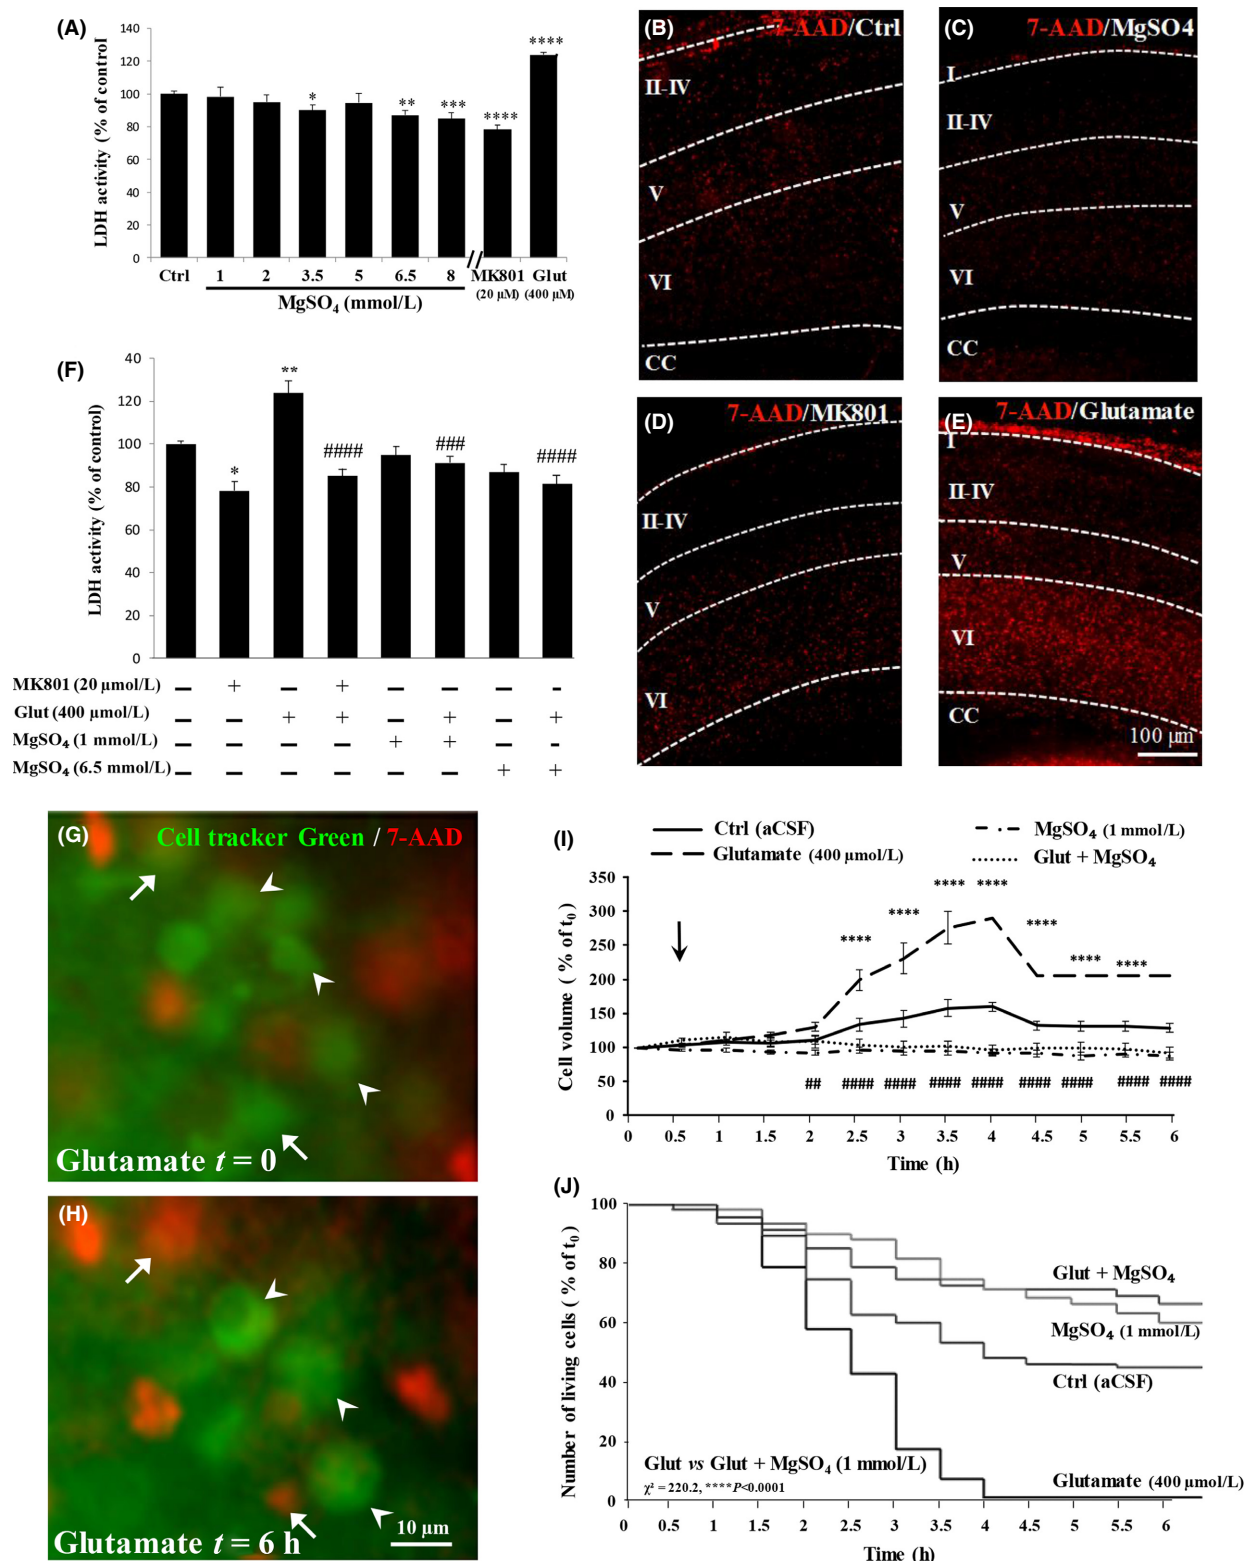 (A)
LDH activity (% of control)
140
120
100
80
60
40
20
0
* ** *** **** ****
Ctrl 1 2 3.5 5 6.5 8 // MK801 Glut
(20 µM) (400 µM)
MgSO₄ (mmol/L)
(B) 7-AAD/Ctrl
II-IV
V
VI
CC
(C) 7-AAD/MgSO4
I
II-IV
V
VI
CC
(D) 7-AAD/MK801
II-IV
V
VI
(E) 7-AAD/Glutamate
I
II-IV
V
VI
CC
100 µm
(F)
LDH activity (% of control)
40
120
100
80
60
40
20
0
* ** #### ### ####
MK801 (20 µmol/L) – + – + – – – -
Glut (400 µmol/L) – – + + – + – +
MgSO₄ (1 mmol/L) – – – – + + – -
MgSO₄ (6.5 mmol/L) – – – – – – + +
(G) Cell tracker Green / 7-AAD
Glutamate t = 0
(H)
Glutamate t = 6 h
10 µm
(I)
Ctrl (aCSF)
Glutamate (400 µmol/L)
MgSO₄ (1 mmol/L)
Glut + MgSO₄
Cell volume ( % of t₀)
350
300
250
200
150
100
50
0
**** **** **** **** **** **** ****
## #### #### #### #### #### #### #### ####
0 0.5 1 1.5 2 2.5 3 3.5 4 4.5 5 5.5 6
Time (h)
(J)
Number of living cells ( % of t₀)
100
80
60
40
20
0
Glut + MgSO₄
MgSO₄ (1 mmol/L)
Ctrl (aCSF)
Glutamate (400 µmol/L)
Glut vs Glut + MgSO₄ (1 mmol/L)
χ² = 220.2, ****P<0.0001
0 0.5 1 1.5 2 2.5 3 3.5 4 4.5 5 5.5 6
Time (h)